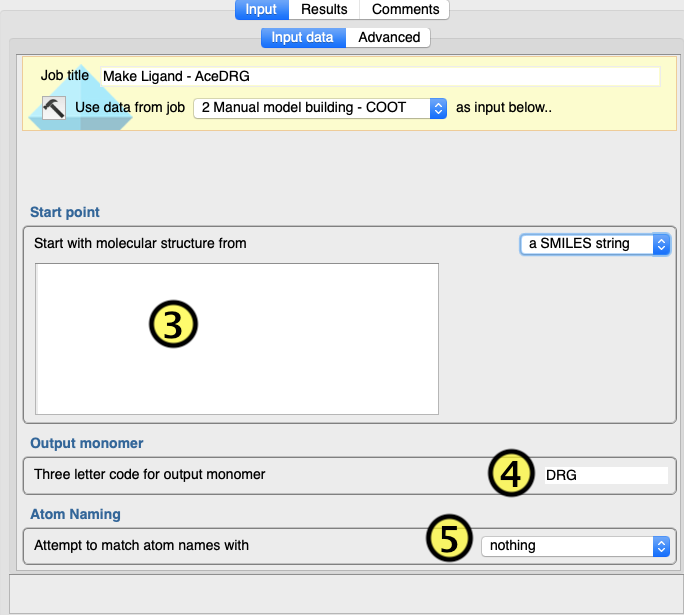 Input Results Comments
Input data Advanced
Job title Make Ligand - AceDRG
Use data from job 2 Manual model building - COOT as input below..
Start point
Start with molecular structure from a SMILES string
3
Output monomer
Three letter code for output monomer 4 DRG
Atom Naming
Attempt to match atom names with 5 nothing